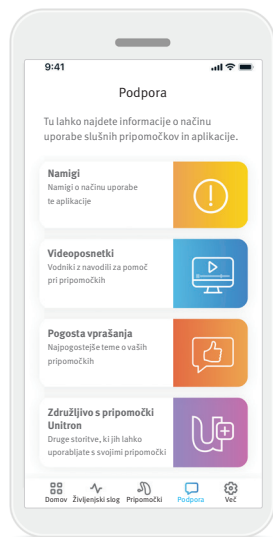 9:41
Podpora
Tu lahko najdete informacije o načinu
uporabe slušnih pripomočkov in aplikacije.
Namigi
Namigi o načinu uporabe
te aplikacije
Videoposnetki
Vodniki z navodili za pomoč
pri pripomočkih
Pogosta vprašanja
Najpogostejše teme o vaših
pripomočkih
Združljivo s pripomočki
Unitron
Druge storitve, ki jih lahko
uporabljate s svojimi pripomočki
Domov Življenjski slog Pripomočki Podpora Več